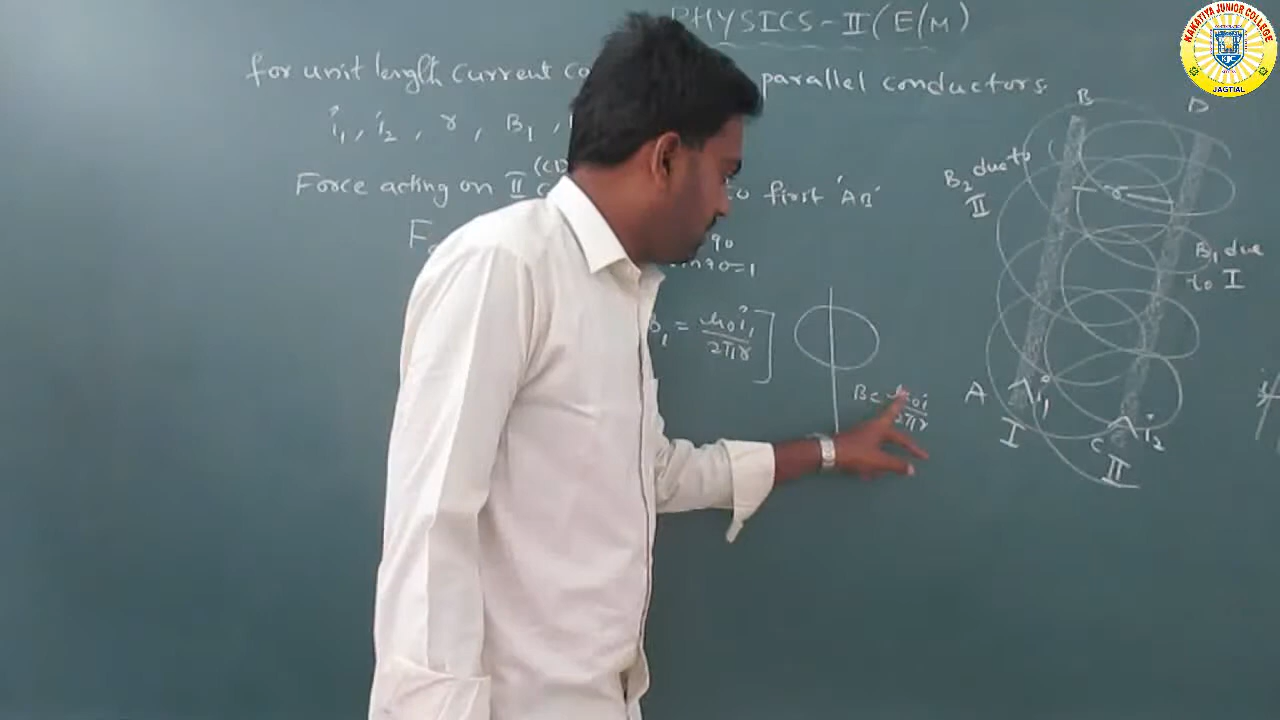 PHYSICS-II (E/M)
for unit length current parallel conductors
i₁, i₂, r, B₁,
Force acting on II (CD) to first 'AB'
90
sin90=1
B₁ = μ₀i₁/2πr]
B = μ₀i/2πr
B
D
B₂ due to
II
r
B₁ due
to I
A
i₁
I
C
i₂
II
KAKATIYA JUNIOR COLLEGE
KJC
JAGTIAL